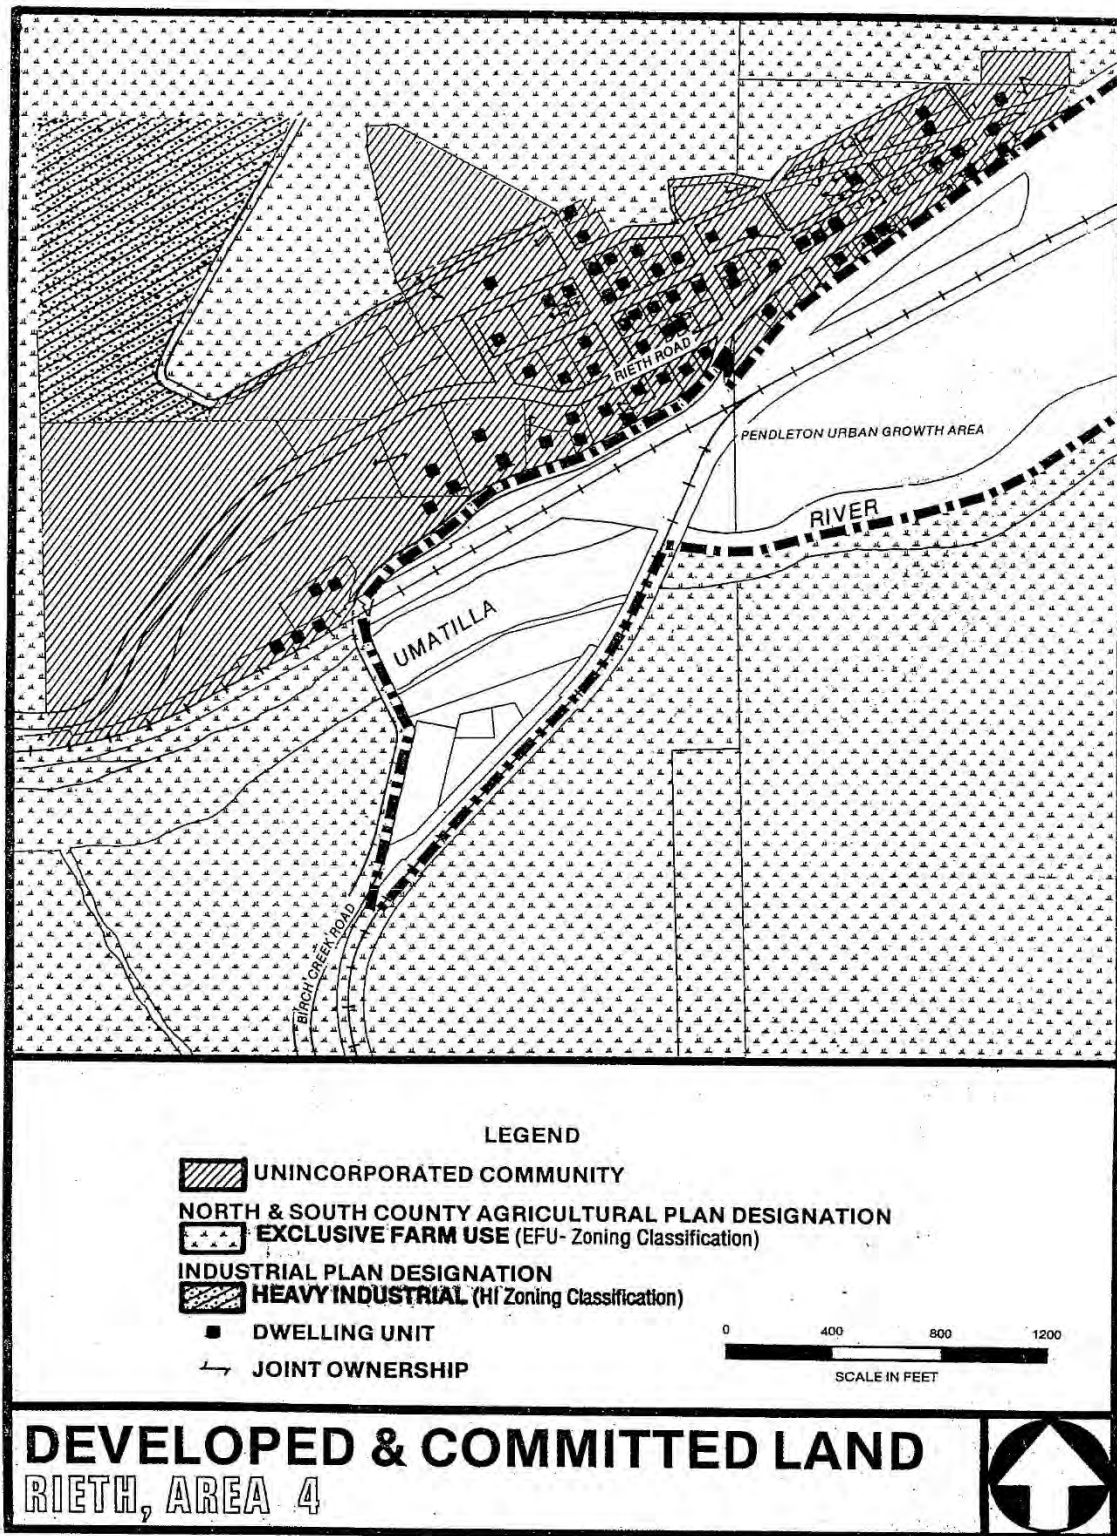 RIETH ROAD
PENDLETON URBAN GROWTH AREA
RIVER
UMATILLA
BIRCH CREEK ROAD
LEGEND
UNINCORPORATED COMMUNITY
NORTH & SOUTH COUNTY AGRICULTURAL PLAN DESIGNATION
EXCLUSIVE FARM USE (EFU- Zoning Classification)
INDUSTRIAL PLAN DESIGNATION
HEAVY INDUSTRIAL (HI Zoning Classification)
DWELLING UNIT
JOINT OWNERSHIP
0 400 800 1200
SCALE IN FEET
DEVELOPED & COMMITTED LAND
RIETH, AREA 4